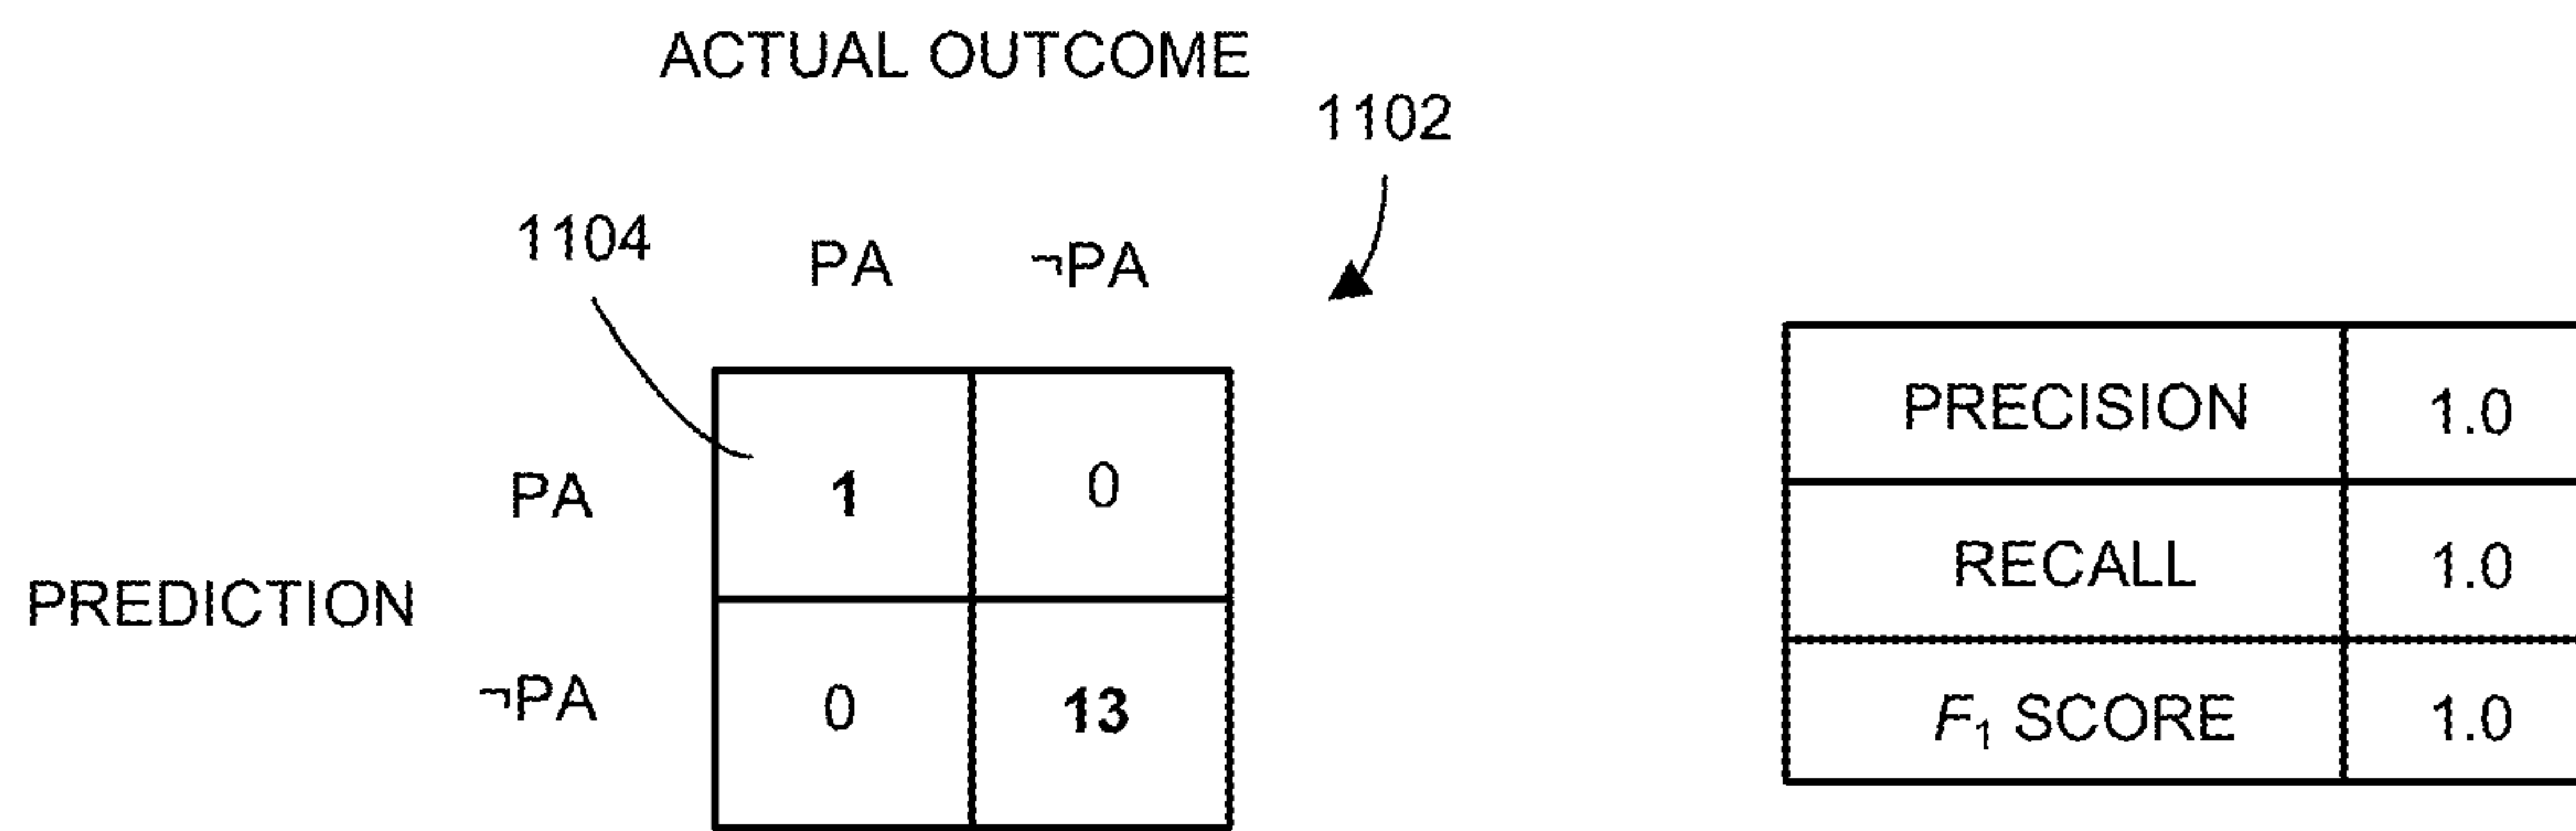 ACTUAL OUTCOME
1102
1104
PA ¬PA
PA 1 0
PREDICTION
¬PA 0 13
PRECISION 1.0
RECALL 1.0
F₁ SCORE 1.0